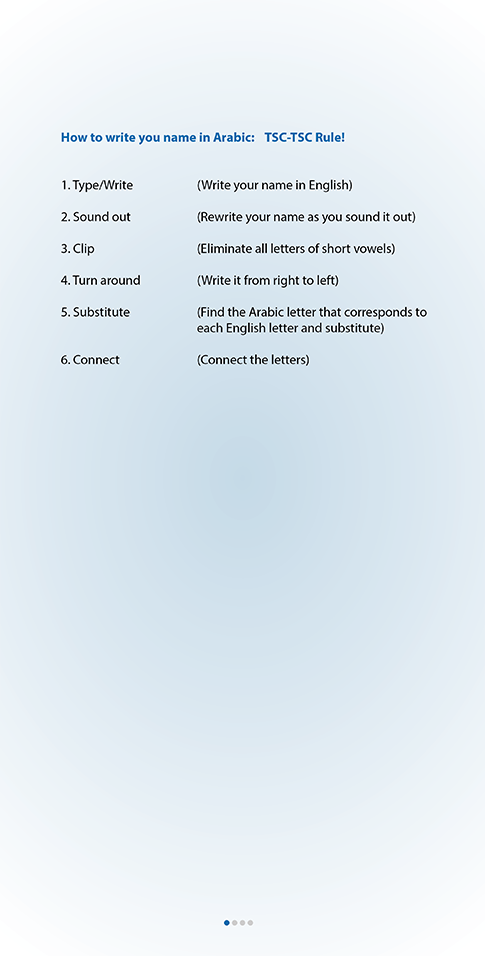 How to write you name in Arabic: TSC-TSC Rule!
1. Type/Write (Write your name in English)
2. Sound out (Rewrite your name as you sound it out)
3. Clip (Eliminate all letters of short vowels)
4. Turn around (Write it from right to left)
5. Substitute (Find the Arabic letter that corresponds to
each English letter and substitute)
6. Connect (Connect the letters)